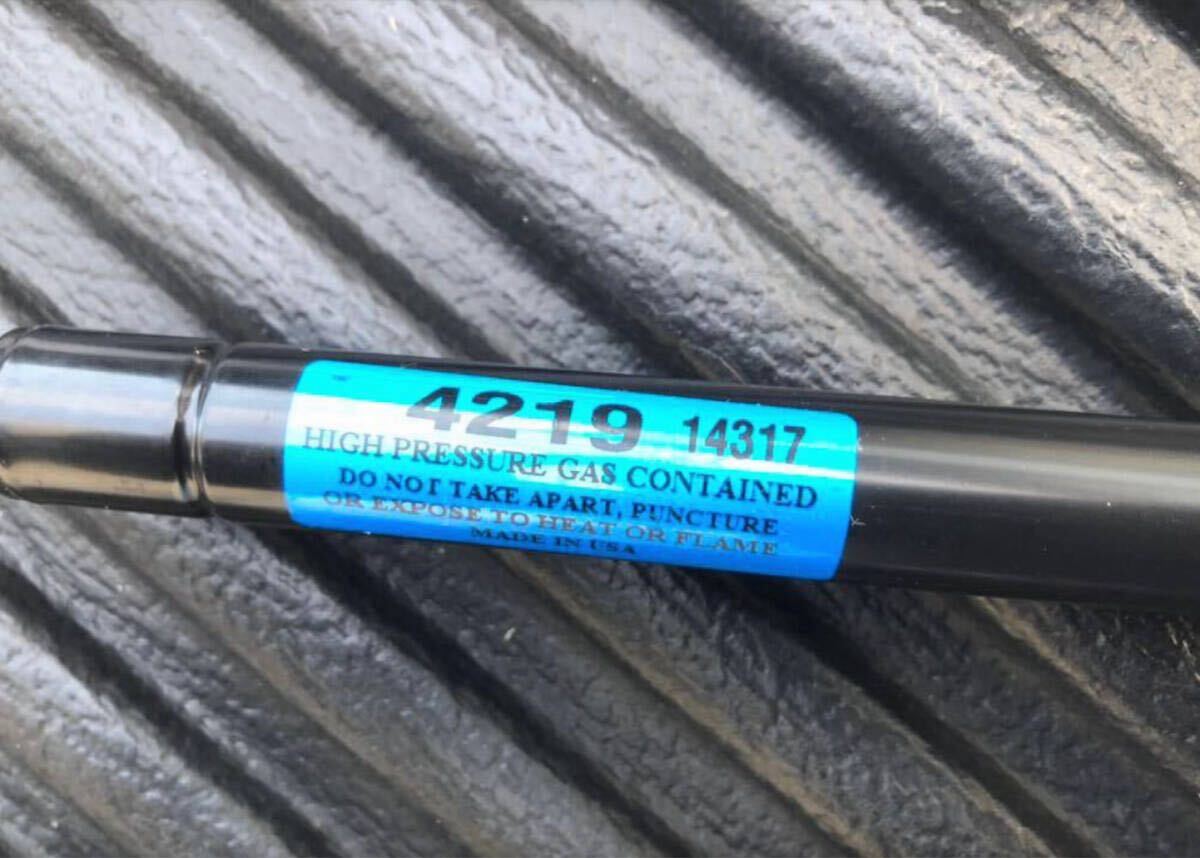 4219 14317
HIGH PRESSURE GAS CONTAINED
DO NOT TAKE APART, PUNCTURE
OR EXPOSE TO HEAT OR FLAME
MADE IN USA